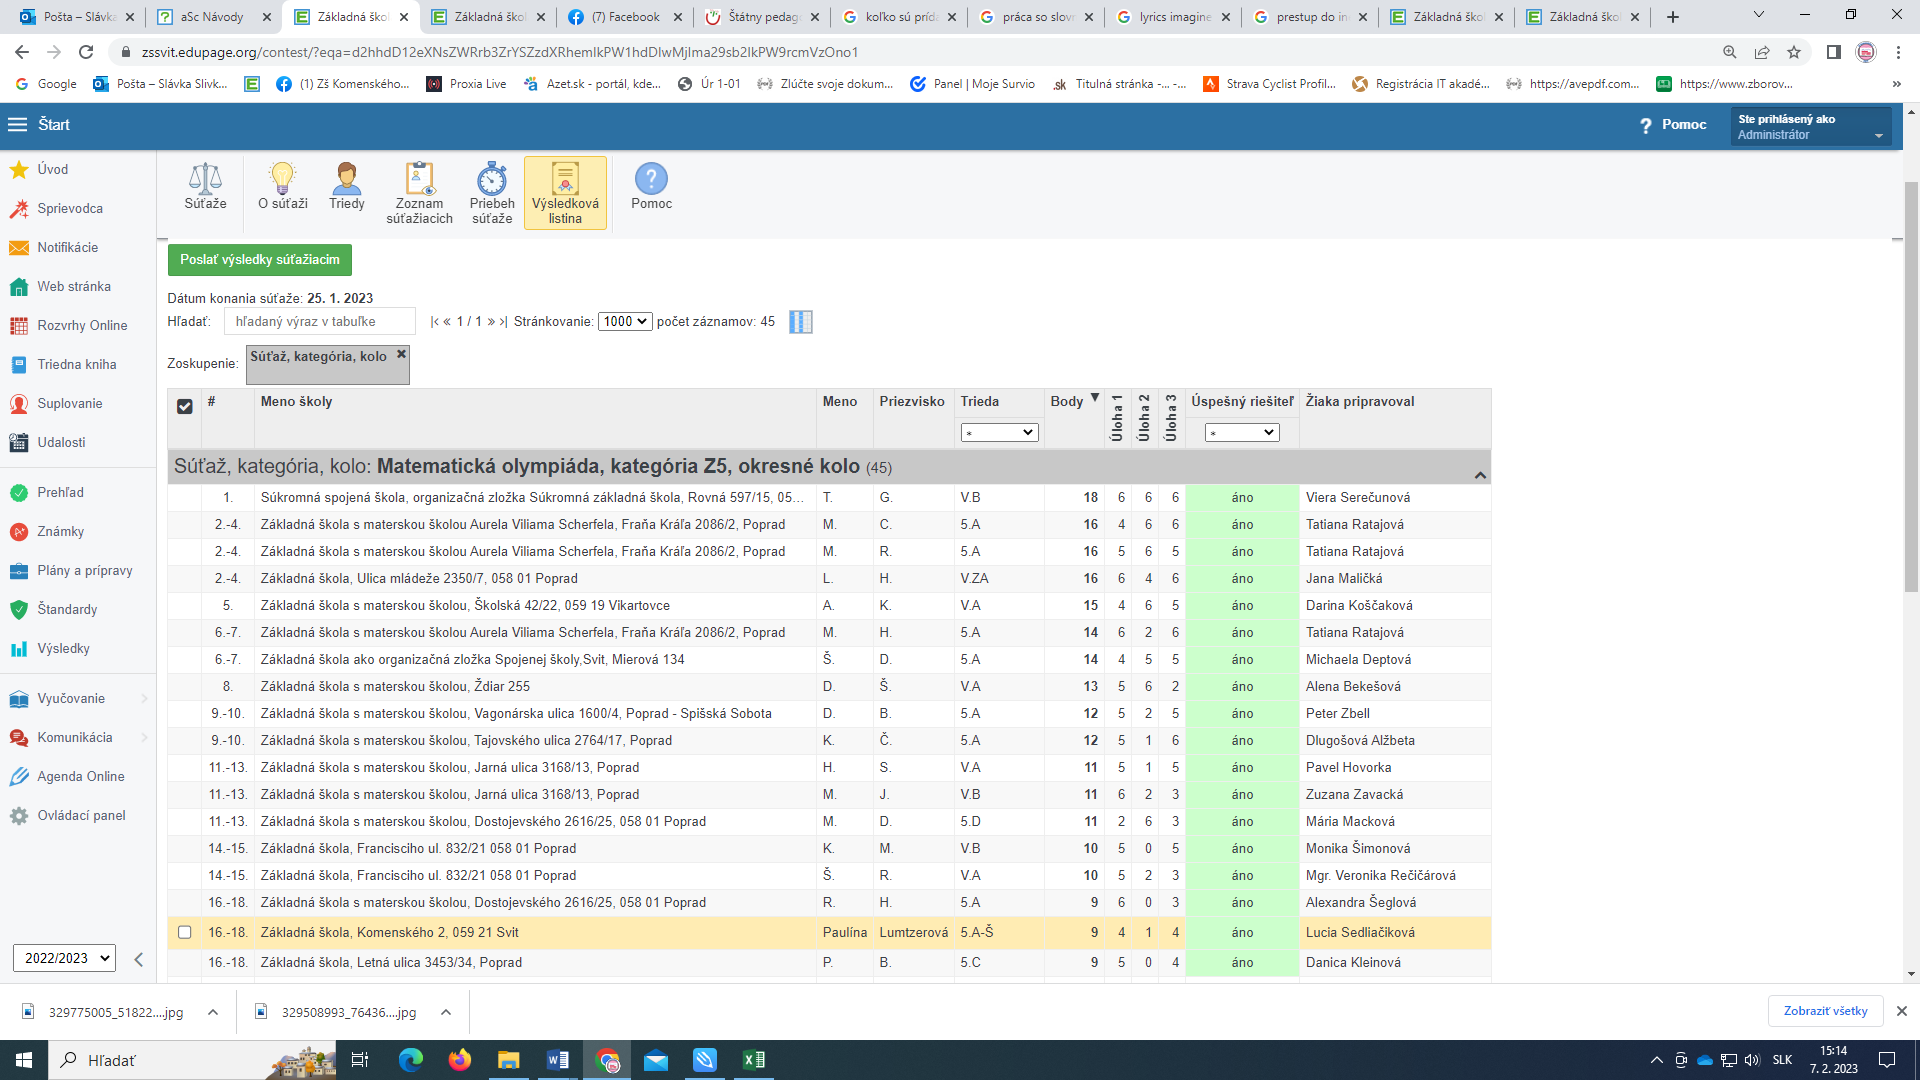 Pošta – Slávka S
aSc Návody
Základná škol
Základná škol
(7) Facebook
Štátny pedago
koľko sú prída
práca so slovn
lyrics imagine
prestup do in
Základná škol
Základná škol
zssvit.edupage.org/contest/?eqa=d2hhdD12eXNsZWRrb3ZrYSZzdXRhemlkPW1hdDIwMjIma29sb2lkPW9rcmVzOno1
Google
Pošta – Slávka Slivk...
(1) Zš Komenského...
Proxia Live
Azet.sk - portál, kde...
Úr 1-01
Zlúčte svoje dokum...
Panel | Moje Survio
.sk Titulná stránka -... -...
Strava Cyclist Profil...
Registrácia IT akadé...
https://avepdf.com...
https://www.zborov...
»
Štart
? Pomoc
Ste prihlásený ako
Administrátor
Úvod
Sprievodca
Notifikácie
Web stránka
Rozvrhy Online
Triedna kniha
Suplovanie
Udalosti
Prehľad
Známky
Plány a prípravy
Štandardy
Výsledky
Vyučovanie
Komunikácia
Agenda Online
Ovládací panel
2022/2023
Súťaže
O súťaži
Triedy
Zoznam súťažiacich
Priebeh súťaže
Výsledková listina
Pomoc
Poslať výsledky súťažiacim
Dátum konania súťaže: 25. 1. 2023
Hľadať: hľadaný výraz v tabuľke |< « 1 / 1 » >| Stránkovanie: 1000 počet záznamov: 45
Zoskupenie: Súťaž, kategória, kolo
# Meno školy Meno Priezvisko Trieda Body Úloha 1 Úloha 2 Úloha 3 Úspešný riešiteľ Žiaka pripravoval
* *
Súťaž, kategória, kolo: Matematická olympiáda, kategória Z5, okresné kolo (45)
1. Súkromná spojená škola, organizačná zložka Súkromná základná škola, Rovná 597/15, 05... T. G. V.B 18 6 6 6 áno Viera Serečunová
2.-4. Základná škola s materskou školou Aurela Viliama Scherfela, Fraňa Kráľa 2086/2, Poprad M. C. 5.A 16 4 6 6 áno Tatiana Ratajová
2.-4. Základná škola s materskou školou Aurela Viliama Scherfela, Fraňa Kráľa 2086/2, Poprad M. R. 5.A 16 5 6 5 áno Tatiana Ratajová
2.-4. Základná škola, Ulica mládeže 2350/7, 058 01 Poprad L. H. V.ZA 16 6 4 6 áno Jana Maličká
5. Základná škola s materskou školou, Školská 42/22, 059 19 Vikartovce A. K. V.A 15 4 6 5 áno Darina Koščaková
6.-7. Základná škola s materskou školou Aurela Viliama Scherfela, Fraňa Kráľa 2086/2, Poprad M. H. 5.A 14 6 2 6 áno Tatiana Ratajová
6.-7. Základná škola ako organizačná zložka Spojenej školy,Svit, Mierová 134 Š. D. 5.A 14 4 5 5 áno Michaela Deptová
8. Základná škola s materskou školou, Ždiar 255 D. Š. V.A 13 5 6 2 áno Alena Bekešová
9.-10. Základná škola s materskou školou, Vagonárska ulica 1600/4, Poprad - Spišská Sobota D. B. 5.A 12 5 2 5 áno Peter Zbell
9.-10. Základná škola s materskou školou, Tajovského ulica 2764/17, Poprad K. Č. 5.A 12 5 1 6 áno Dlugošová Alžbeta
11.-13. Základná škola s materskou školou, Jarná ulica 3168/13, Poprad H. S. V.A 11 5 1 5 áno Pavel Hovorka
11.-13. Základná škola s materskou školou, Jarná ulica 3168/13, Poprad M. J. V.B 11 6 2 3 áno Zuzana Zavacká
11.-13. Základná škola s materskou školou, Dostojevského 2616/25, 058 01 Poprad M. D. 5.D 11 2 6 3 áno Mária Macková
14.-15. Základná škola, Francisciho ul. 832/21 058 01 Poprad K. M. V.B 10 5 0 5 áno Monika Šimonová
14.-15. Základná škola, Francisciho ul. 832/21 058 01 Poprad Š. R. V.A 10 5 2 3 áno Mgr. Veronika Rečičárová
16.-18. Základná škola s materskou školou, Dostojevského 2616/25, 058 01 Poprad R. H. 5.A 9 6 0 3 áno Alexandra Šeglová
16.-18. Základná škola, Komenského 2, 059 21 Svit Paulína Lumtzerová 5.A-Š 9 4 1 4 áno Lucia Sedliačiková
16.-18. Základná škola, Letná ulica 3453/34, Poprad P. B. 5.C 9 5 0 4 áno Danica Kleinová
329775005_51822....jpg
329508993_76436....jpg
Zobraziť všetky
Hľadať
SLK
15:14
7. 2. 2023